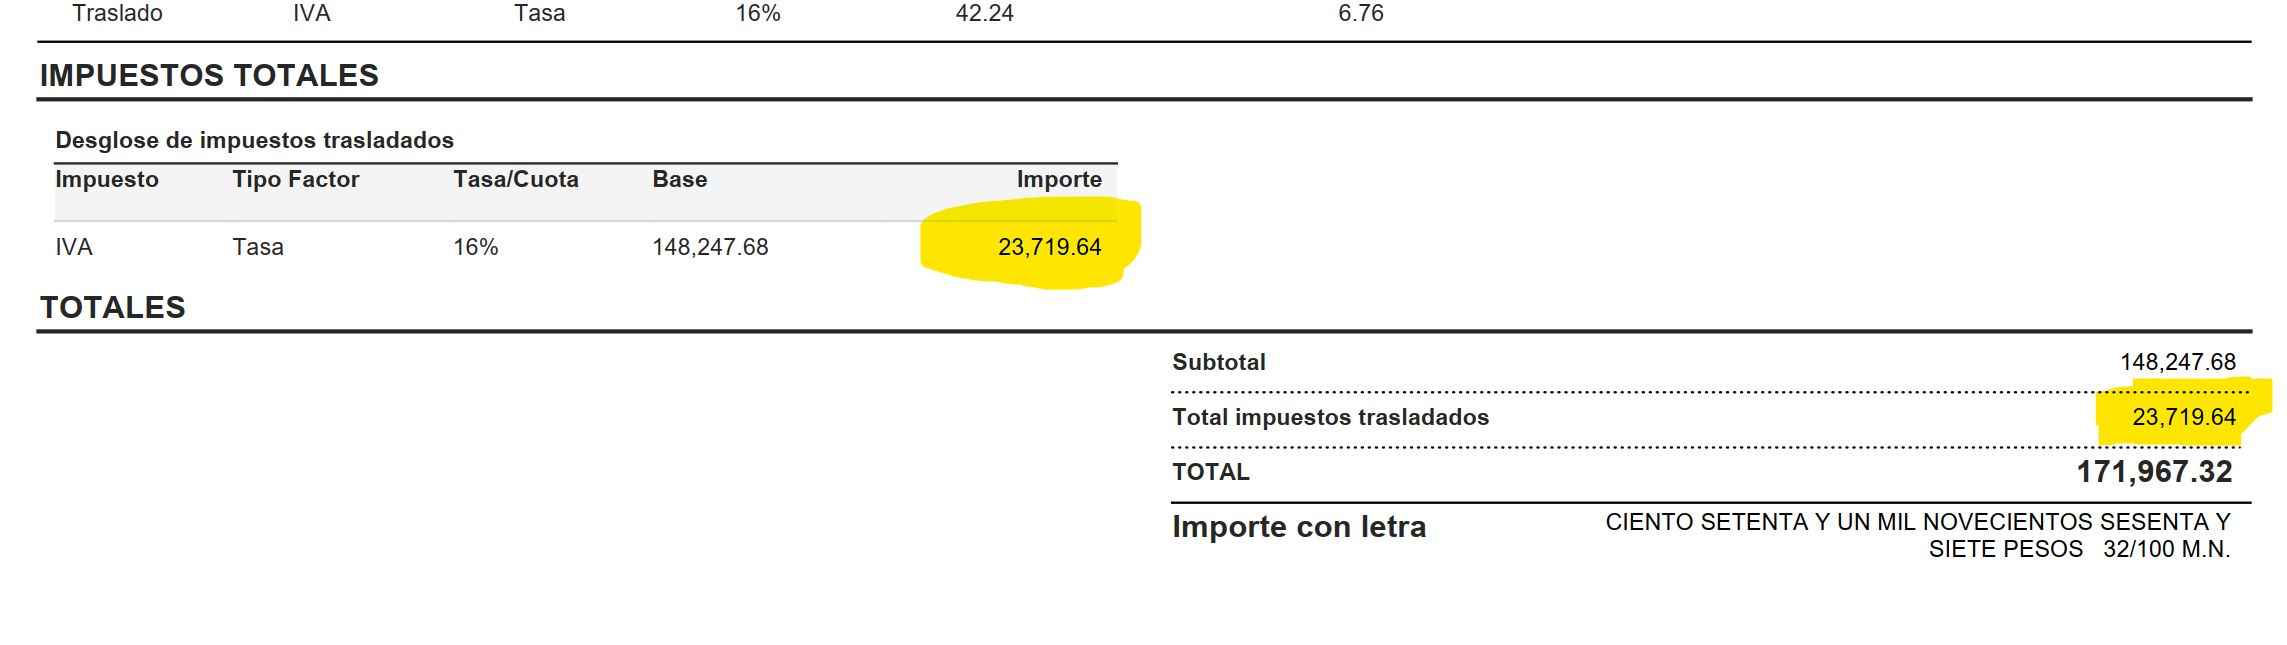 Traslado IVA Tasa 16% 42.24 6.76
IMPUESTOS TOTALES
Desglose de impuestos trasladados
Impuesto Tipo Factor Tasa/Cuota Base Importe
IVA Tasa 16% 148,247.68 23,719.64
TOTALES
Subtotal 148,247.68
Total impuestos trasladados 23,719.64
TOTAL 171,967.32
Importe con letra CIENTO SETENTA Y UN MIL NOVECIENTOS SESENTA Y
SIETE PESOS 32/100 M.N.